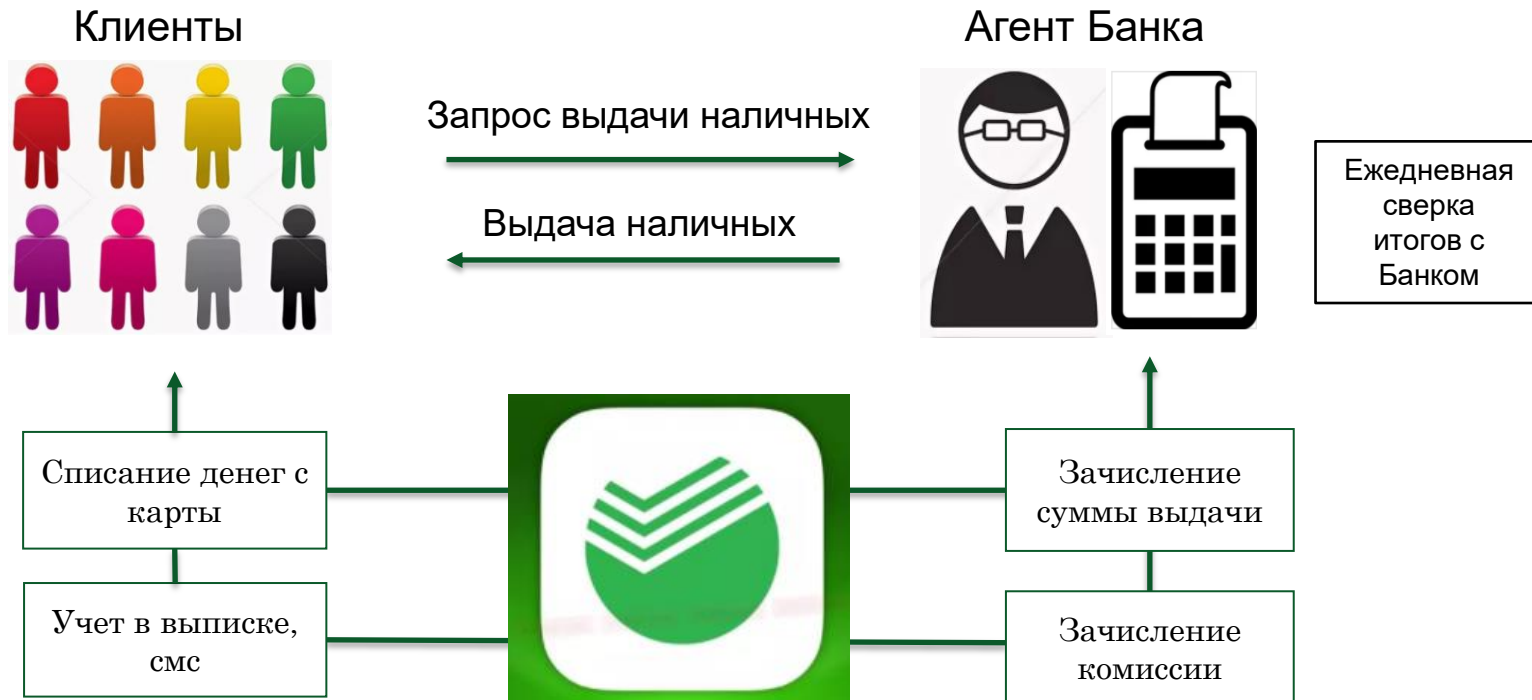 Клиенты
Агент Банка
Запрос выдачи наличных
Выдача наличных
Ежедневная
сверка
итогов с
Банком
Списание денег с
карты
Зачисление
суммы выдачи
Учет в выписке,
смс
Зачисление
комиссии